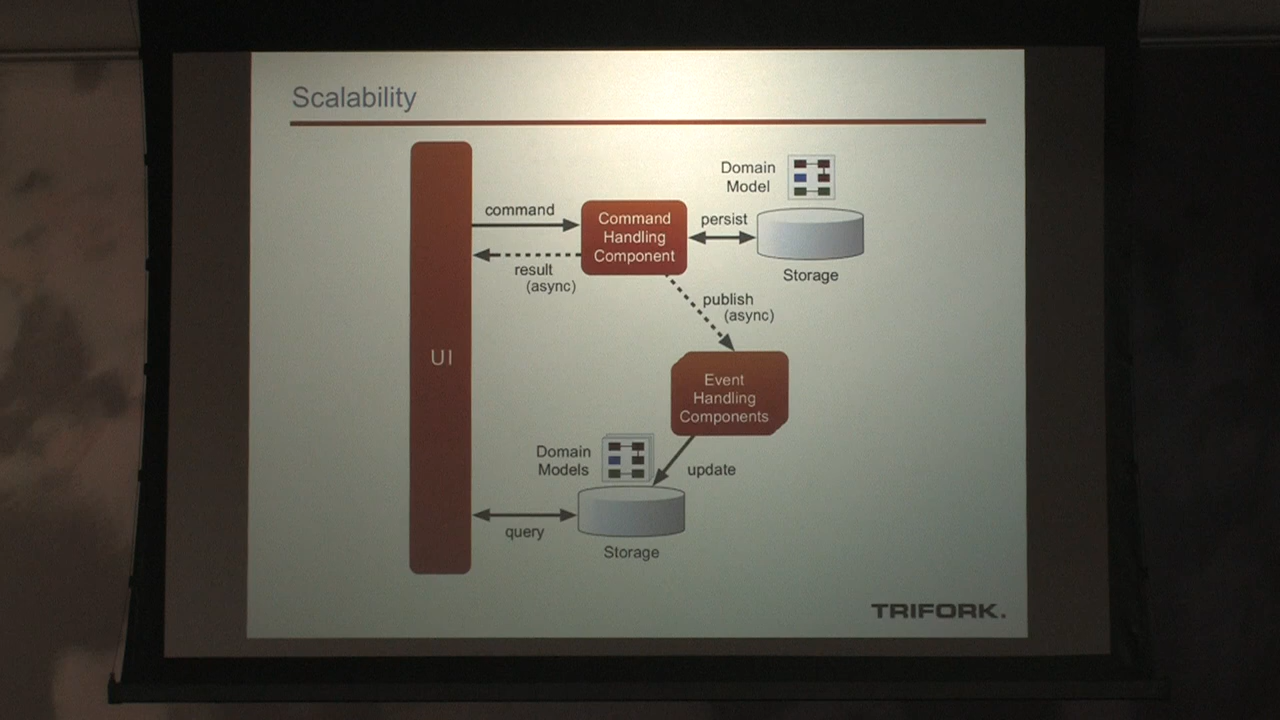 Scalability
Domain
Model
command
Command
Handling
Component
persist
result
(async)
Storage
publish
(async)
UI
Event
Handling
Components
Domain
Models
update
query
Storage
TRIFORK.